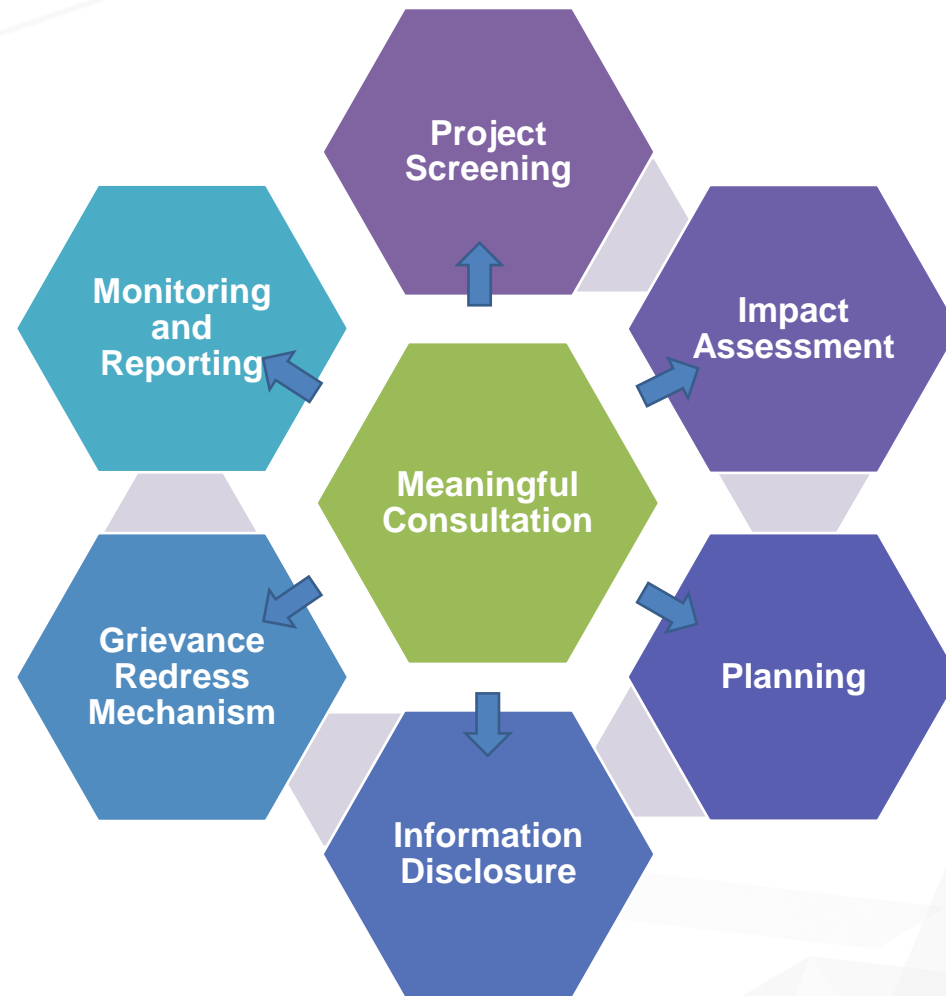 Project
Screening
Impact
Assessment
Planning
Information
Disclosure
Grievance
Redress
Mechanism
Monitoring
and
Reporting
Meaningful
Consultation